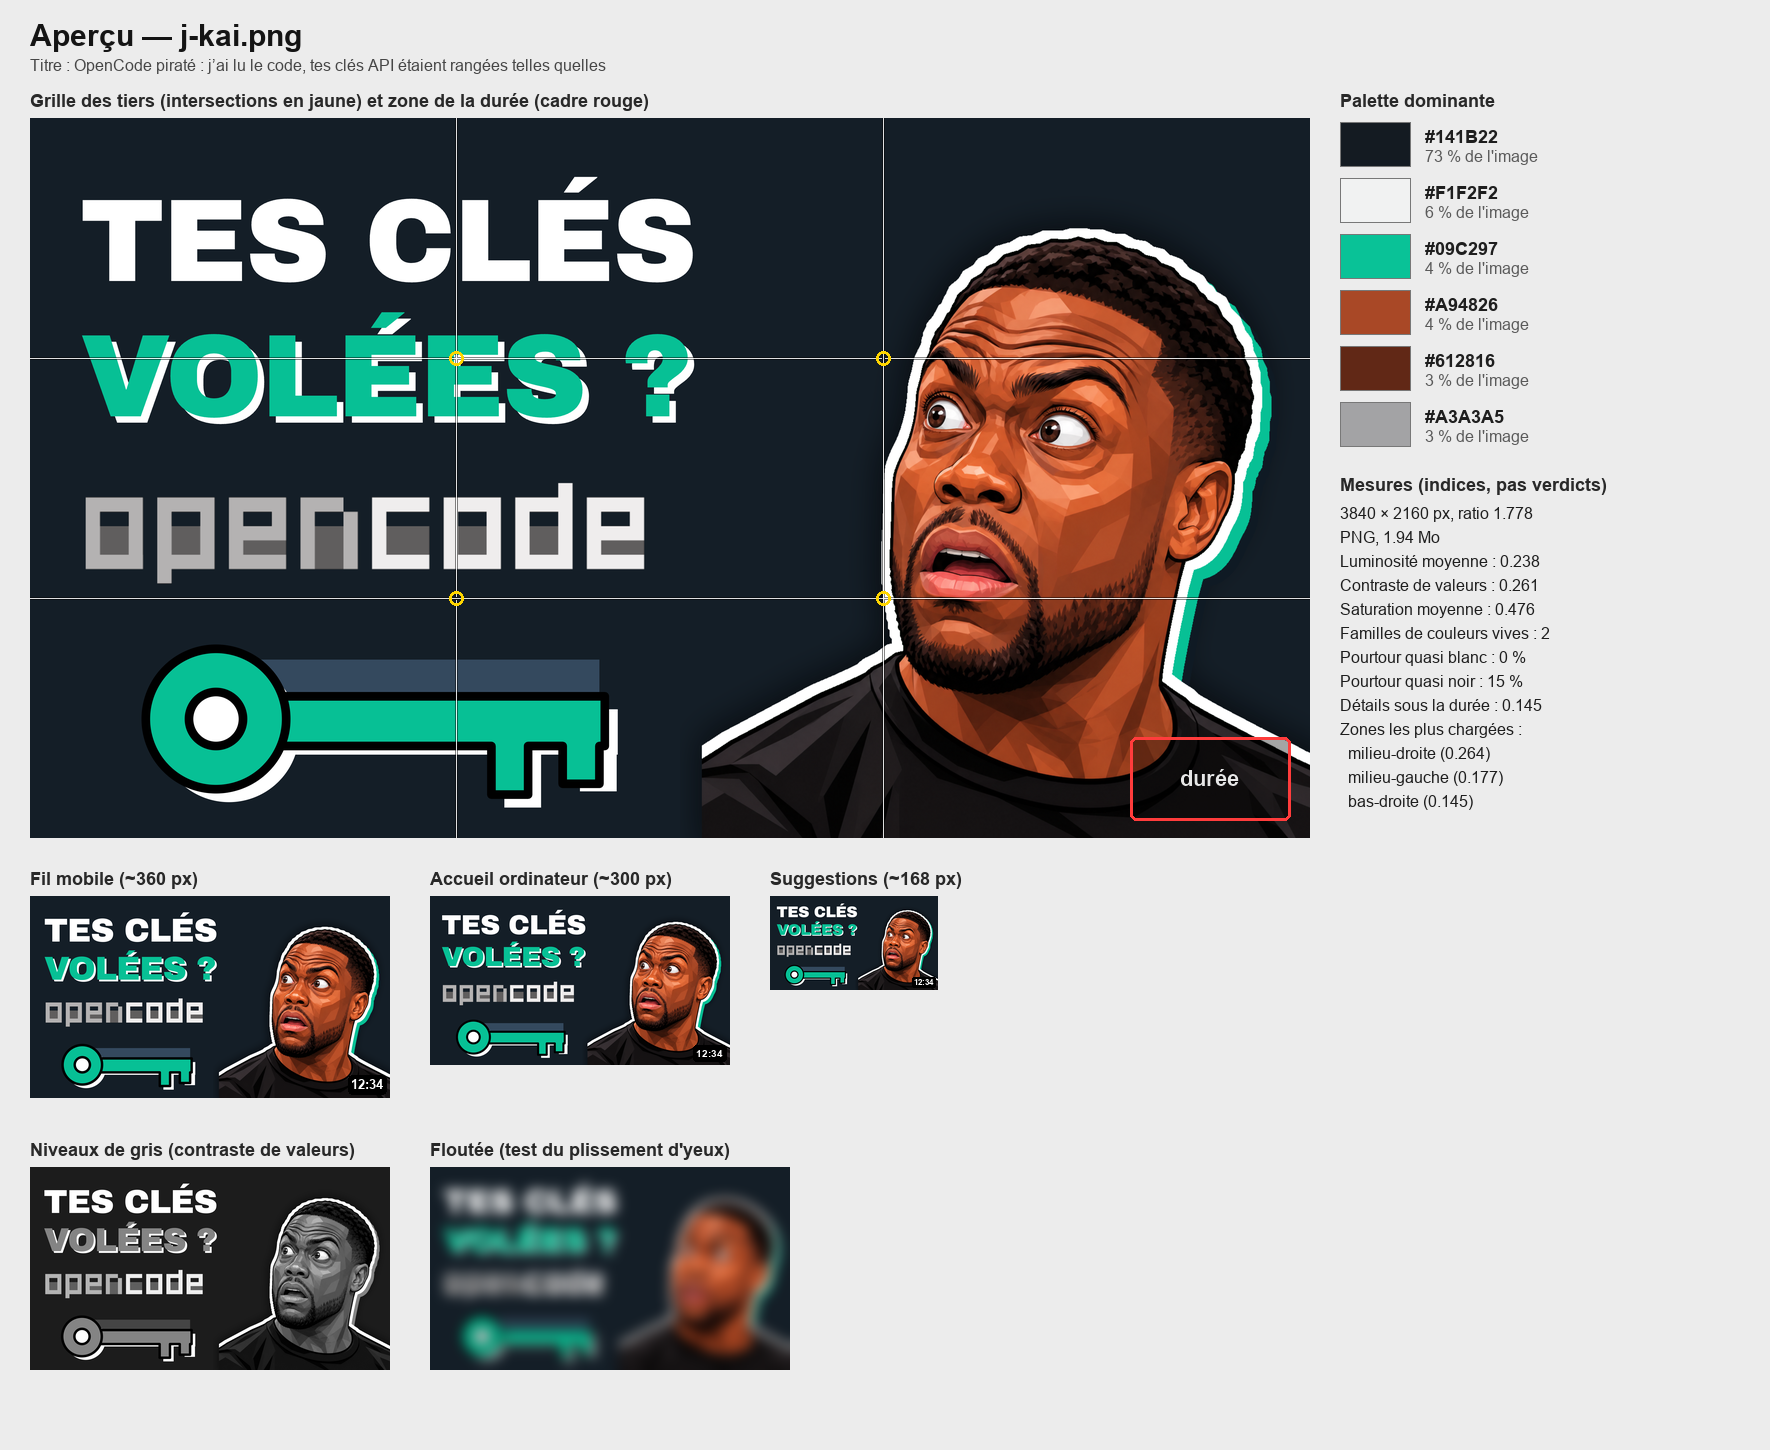 Aperçu — j-kai.png
Titre : OpenCode piraté : j’ai lu le code, tes clés API étaient rangées telles quelles
Grille des tiers (intersections en jaune) et zone de la durée (cadre rouge)
TES CLÉS
VOLÉES ?
opencode
durée
Palette dominante
#141B22
73 % de l'image
#F1F2F2
6 % de l'image
#09C297
4 % de l'image
#A94826
4 % de l'image
#612816
3 % de l'image
#A3A3A5
3 % de l'image
Mesures (indices, pas verdicts)
3840 × 2160 px, ratio 1.778
PNG, 1.94 Mo
Luminosité moyenne : 0.238
Contraste de valeurs : 0.261
Saturation moyenne : 0.476
Familles de couleurs vives : 2
Pourtour quasi blanc : 0 %
Pourtour quasi noir : 15 %
Détails sous la durée : 0.145
Zones les plus chargées :
milieu-droite (0.264)
milieu-gauche (0.177)
bas-droite (0.145)
Fil mobile (~360 px)
TES CLÉS
VOLÉES ?
opencode
12:34
Accueil ordinateur (~300 px)
TES CLÉS
VOLÉES ?
opencode
12:34
Suggestions (~168 px)
TES CLÉS
VOLÉES ?
opencode
12:34
Niveaux de gris (contraste de valeurs)
TES CLÉS
VOLÉES ?
opencode
Floutée (test du plissement d'yeux)
TES CLÉS
VOLÉES ?
opencode